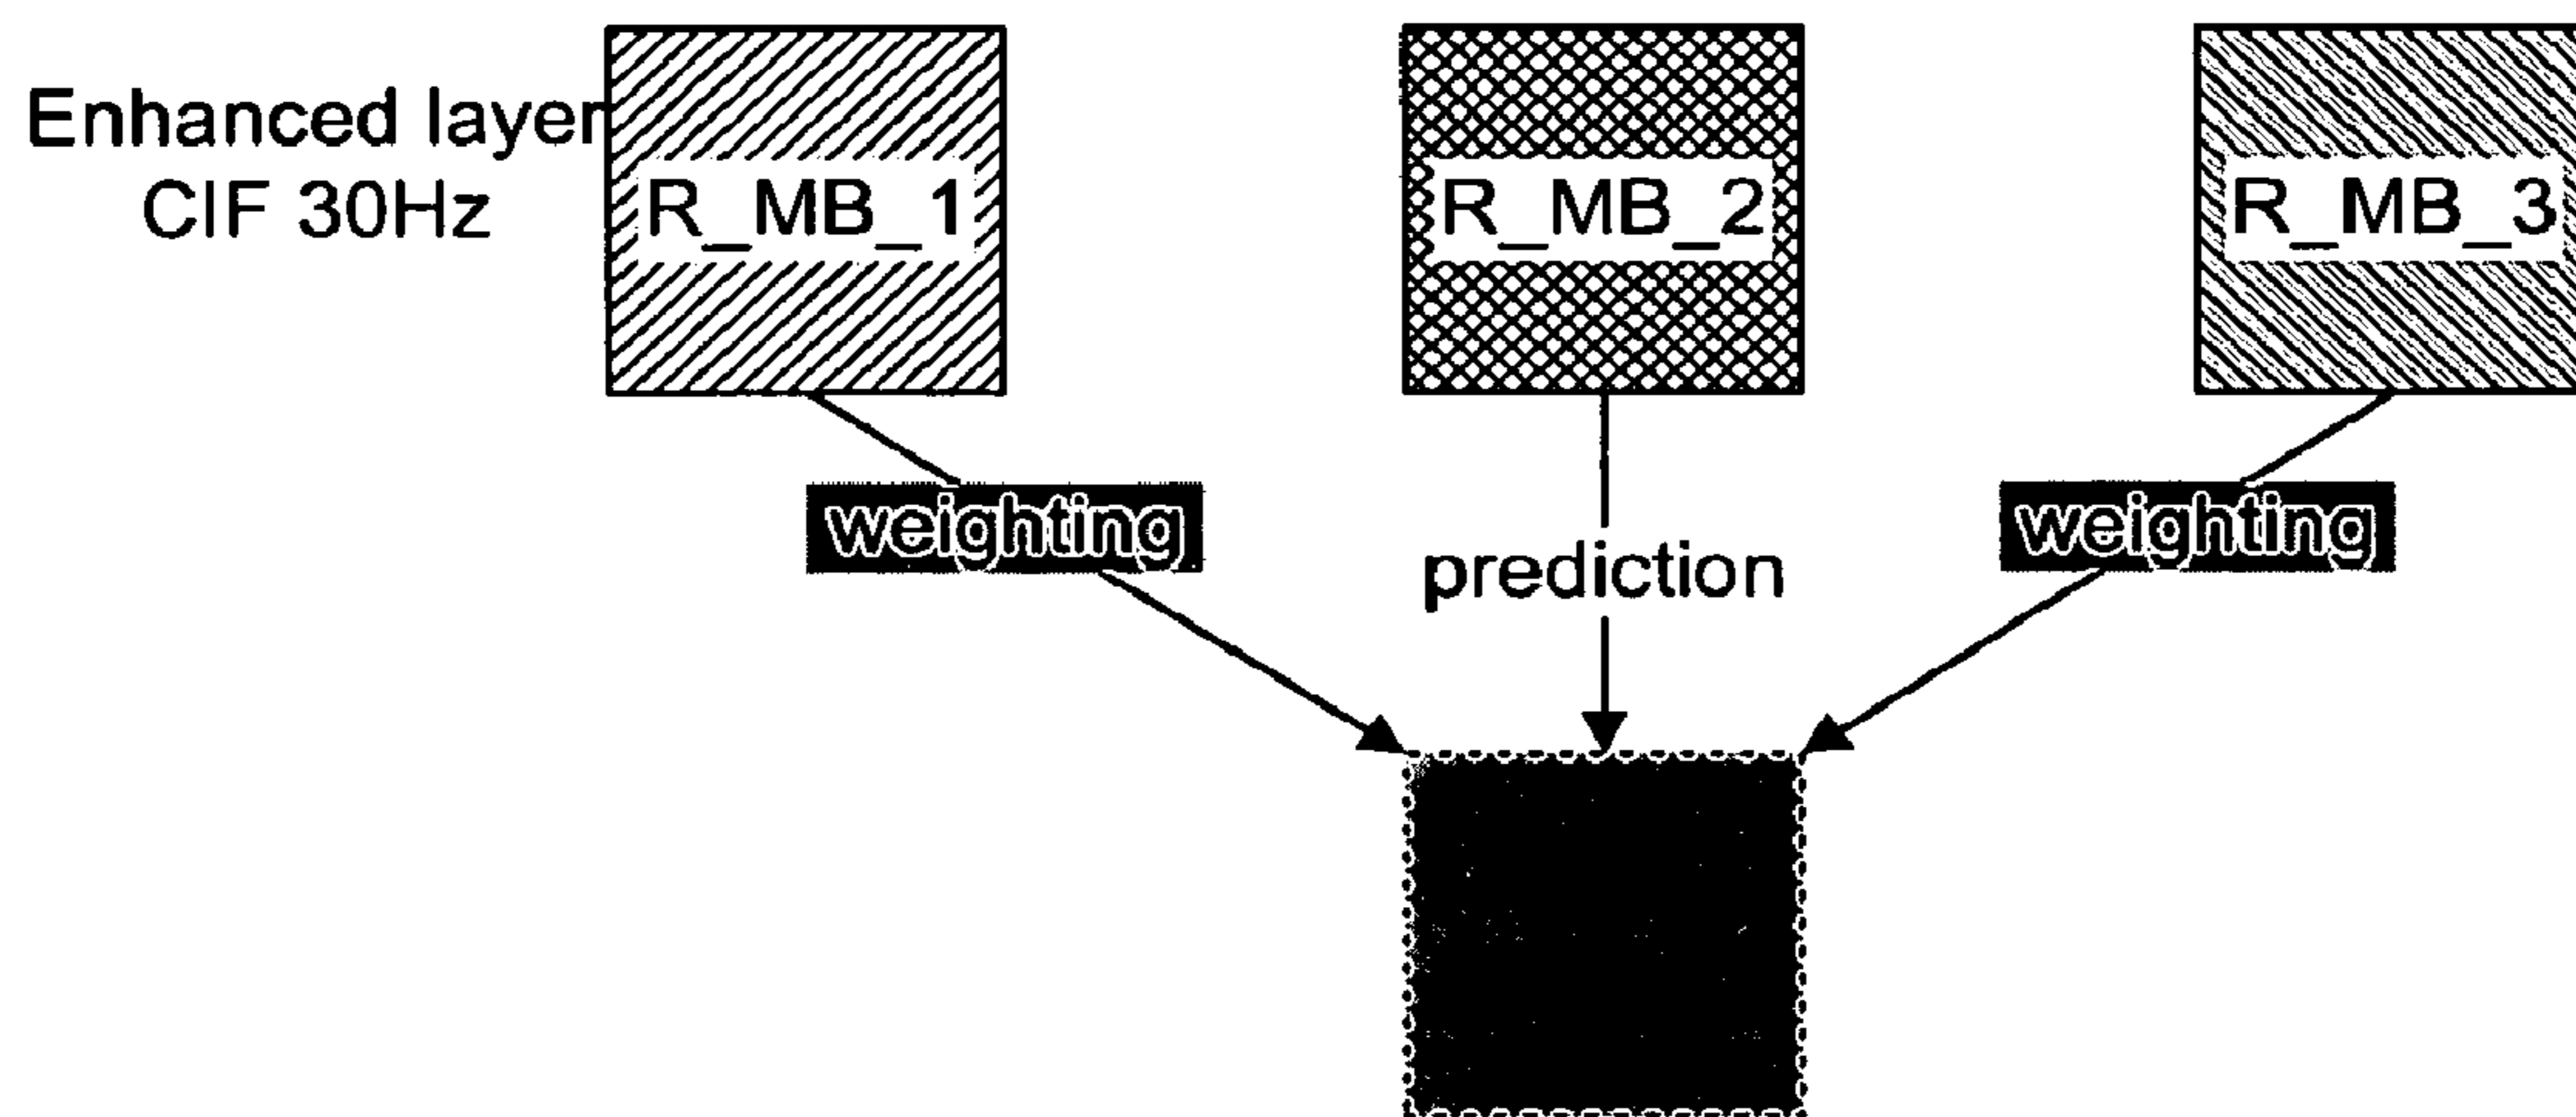 Enhanced layer
CIF 30Hz
R_MB_1
R_MB_2
R_MB_3
weighting
prediction
weighting